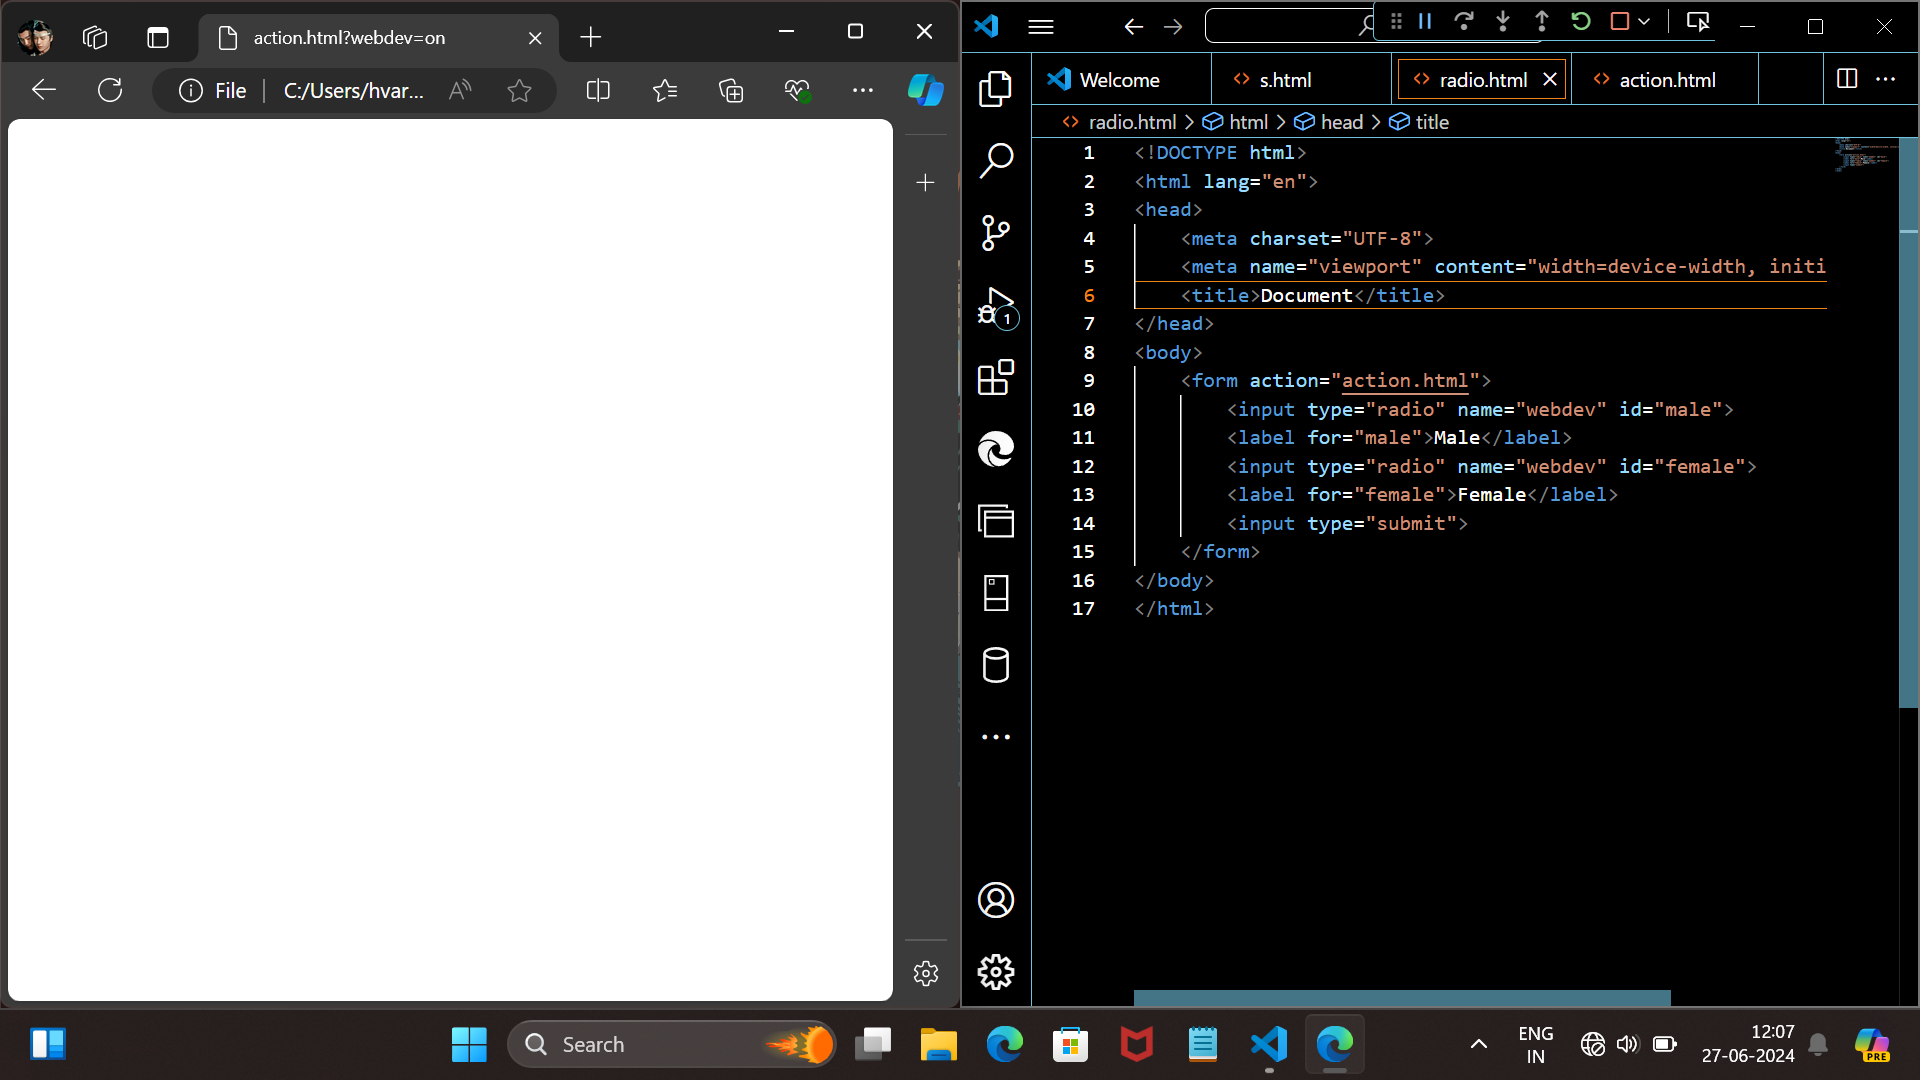 action.html?webdev=on
File
C:/Users/hvar...
Welcome
s.html
radio.html
action.html
radio.html > html > head > title
1 <!DOCTYPE html>
2 <html lang="en">
3 <head>
4 <meta charset="UTF-8">
5 <meta name="viewport" content="width=device-width, initi
6 <title>Document</title>
7 </head>
8 <body>
9 <form action="action.html">
10 <input type="radio" name="webdev" id="male">
11 <label for="male">Male</label>
12 <input type="radio" name="webdev" id="female">
13 <label for="female">Female</label>
14 <input type="submit">
15 </form>
16 </body>
17 </html>
1
Search
ENG
IN
12:07
27-06-2024
PRE